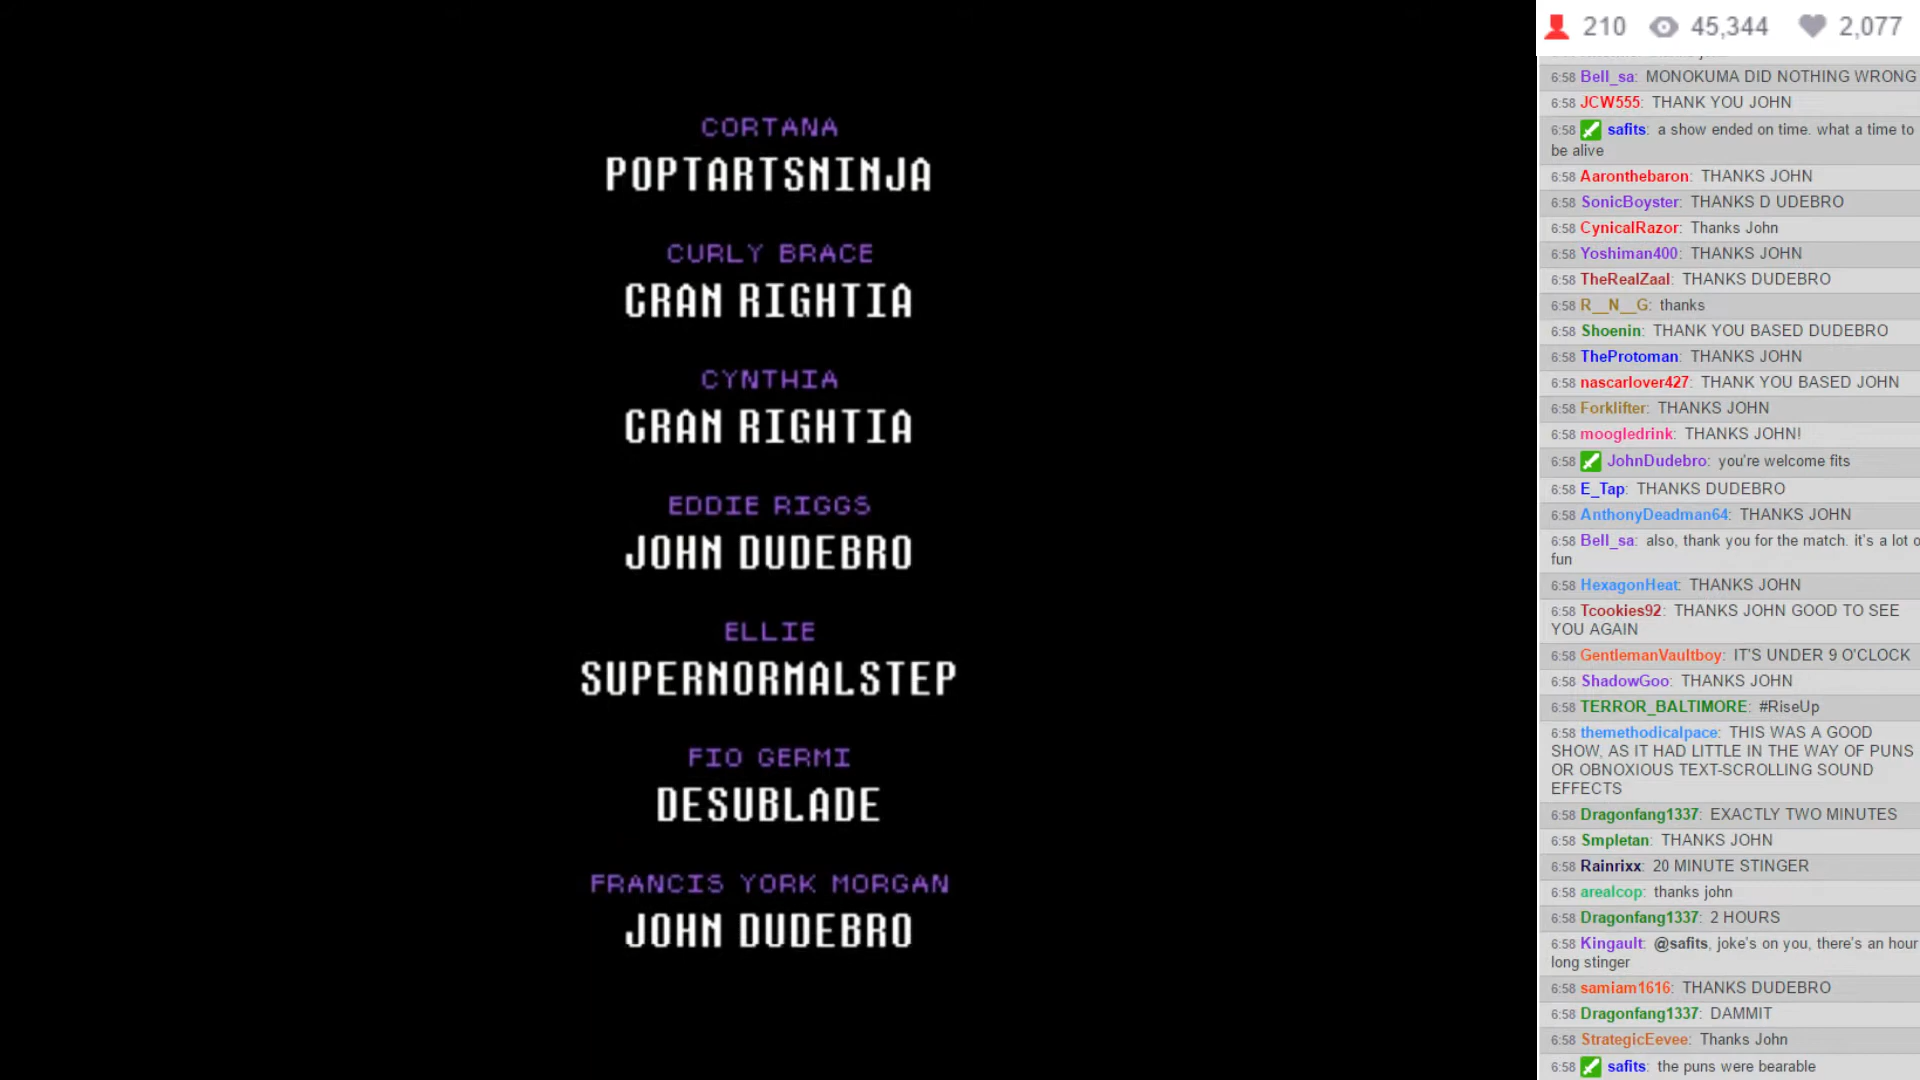 CORTANA
POPTARTSNINJA
CURLY BRACE
GRAN RIGHTIA
CYNTHIA
GRAN RIGHTIA
EDDIE RIGGS
JOHN DUDEBRO
ELLIE
SUPERNORMALSTEP
FIO GERMI
DESUBLADE
FRANCIS YORK MORGAN
JOHN DUDEBRO
210 45,344 2,077
6:58 Bell_sa: MONOKUMA DID NOTHING WRONG
6:58 JCW555: THANK YOU JOHN
6:58 safits: a show ended on time. what a time to
be alive
6:58 Aaronthebaron: THANKS JOHN
6:58 SonicBoyster: THANKS D UDEBRO
6:58 CynicalRazor: Thanks John
6:58 Yoshiman400: THANKS JOHN
6:58 TheRealZaal: THANKS DUDEBRO
6:58 R__N__G: thanks
6:58 Shoenin: THANK YOU BASED DUDEBRO
6:58 TheProtoman: THANKS JOHN
6:58 nascarlover427: THANK YOU BASED JOHN
6:58 Forklifter: THANKS JOHN
6:58 moogledrink: THANKS JOHN!
6:58 JohnDudebro: you're welcome fits
6:58 E_Tap: THANKS DUDEBRO
6:58 AnthonyDeadman64: THANKS JOHN
6:58 Bell_sa: also, thank you for the match. it's a lot o
fun
6:58 HexagonHeat: THANKS JOHN
6:58 Tcookies92: THANKS JOHN GOOD TO SEE
YOU AGAIN
6:58 GentlemanVaultboy: IT'S UNDER 9 O'CLOCK
6:58 ShadowGoo: THANKS JOHN
6:58 TERROR_BALTIMORE: #RiseUp
6:58 themethodicalpace: THIS WAS A GOOD
SHOW, AS IT HAD LITTLE IN THE WAY OF PUNS
OR OBNOXIOUS TEXT-SCROLLING SOUND
EFFECTS
6:58 Dragonfang1337: EXACTLY TWO MINUTES
6:58 Smpletan: THANKS JOHN
6:58 Rainrixx: 20 MINUTE STINGER
6:58 arealcop: thanks john
6:58 Dragonfang1337: 2 HOURS
6:58 Kingault: @safits, joke's on you, there's an hour
long stinger
6:58 samiam1616: THANKS DUDEBRO
6:58 Dragonfang1337: DAMMIT
6:58 StrategicEevee: Thanks John
6:58 safits: the puns were bearable